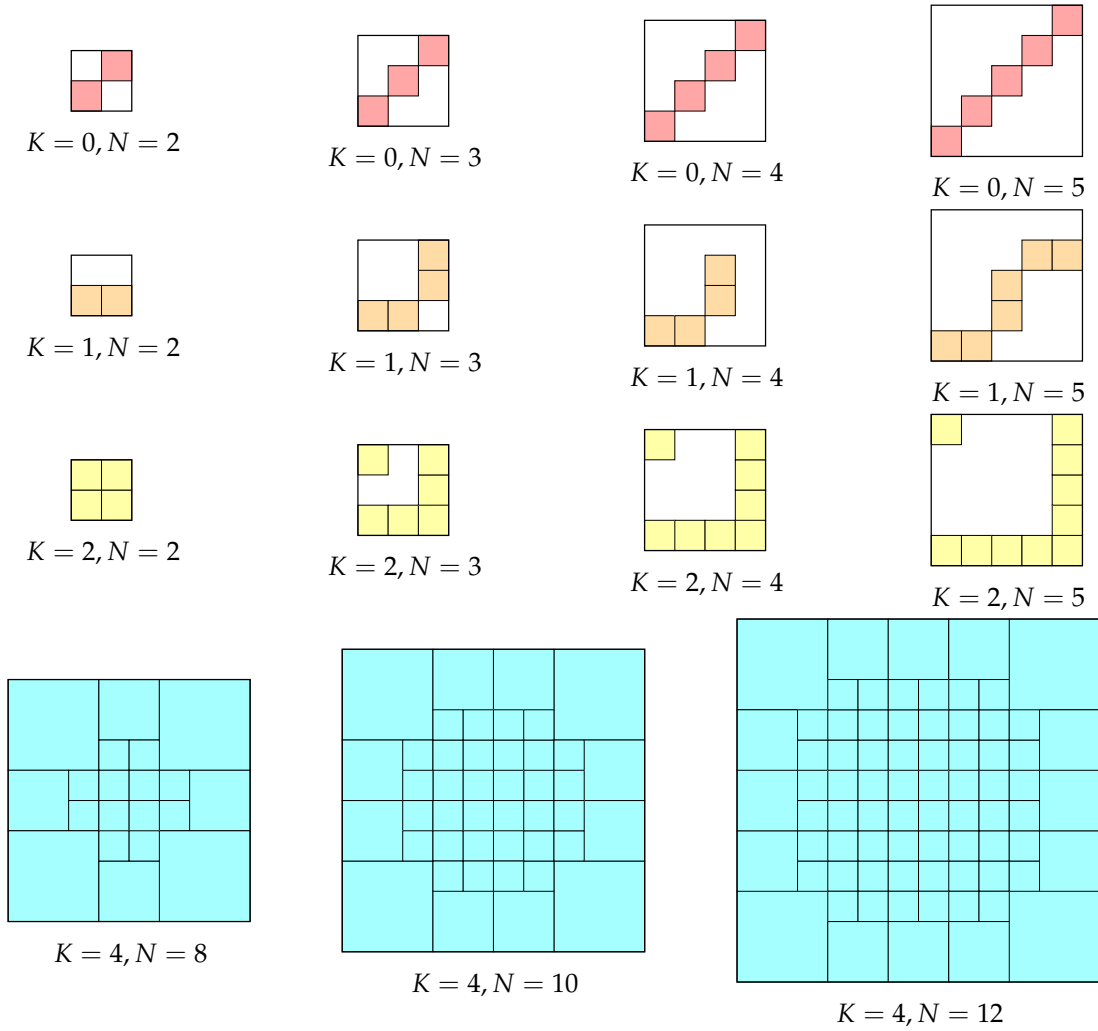 K = 0, N = 2
K = 0, N = 3
K = 0, N = 4
K = 0, N = 5
K = 1, N = 2
K = 1, N = 3
K = 1, N = 4
K = 1, N = 5
K = 2, N = 2
K = 2, N = 3
K = 2, N = 4
K = 2, N = 5
K = 4, N = 8
K = 4, N = 10
K = 4, N = 12